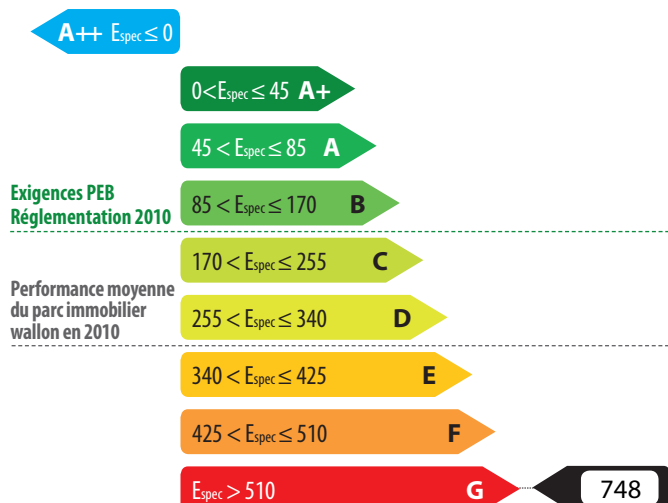 A++ Espec ≤ 0
0<Espec ≤ 45 A+
45 < Espec ≤ 85 A
Exigences PEB
Réglementation 2010
85 < Espec ≤ 170 B
170 < Espec ≤ 255 C
Performance moyenne
du parc immobilier
wallon en 2010
255 < Espec ≤ 340 D
340 < Espec ≤ 425 E
425 < Espec ≤ 510 F
Espec > 510 G 748